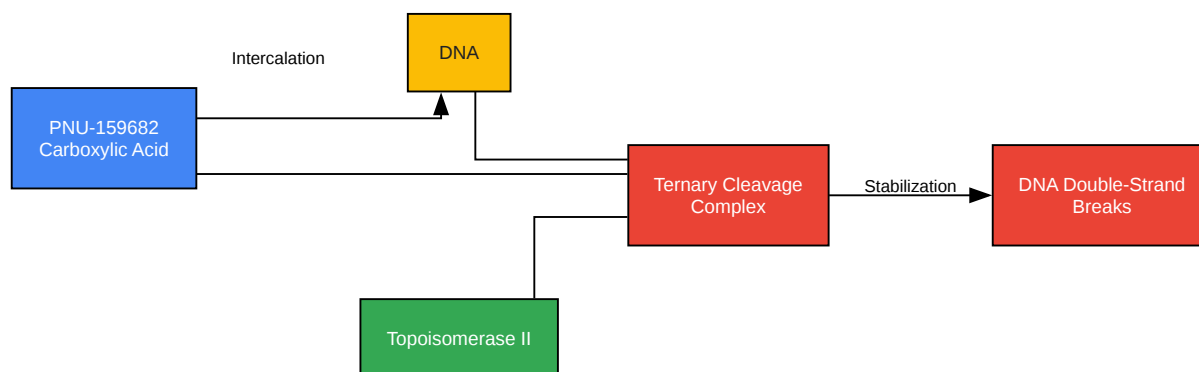 DNA
Intercalation
PNU-159682
Carboxylic Acid
Ternary Cleavage
Complex
Stabilization
DNA Double-Strand
Breaks
Topoisomerase II